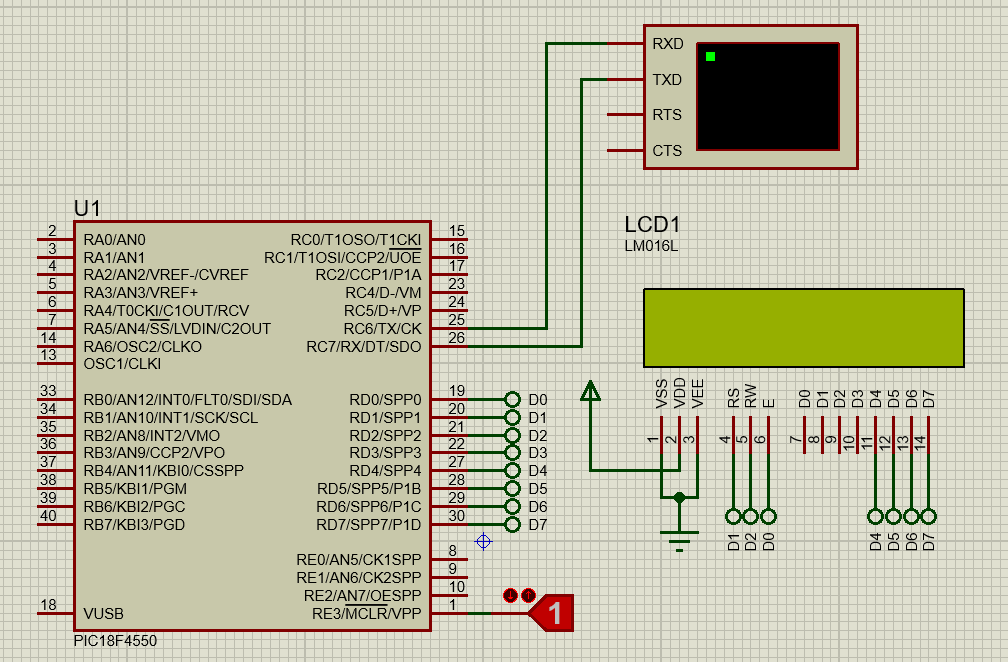 RXD
TXD
RTS
CTS
U1
LCD1
LM016L
2 RA0/AN0 RC0/T1OSO/T1CKI 15
3 RA1/AN1 RC1/T1OSI/CCP2/UOE 16
4 RA2/AN2/VREF-/CVREF RC2/CCP1/P1A 17
5 RA3/AN3/VREF+ RC4/D-/VM 23
6 RA4/T0CKI/C1OUT/RCV RC5/D+/VP 24
7 RA5/AN4/SS/LVDIN/C2OUT RC6/TX/CK 25
14 RA6/OSC2/CLKO RC7/RX/DT/SDO 26
13 OSC1/CLKI
33 RB0/AN12/INT0/FLT0/SDI/SDA RD0/SPP0 19 D0
34 RB1/AN10/INT1/SCK/SCL RD1/SPP1 20 D1
35 RB2/AN8/INT2/VMO RD2/SPP2 21 D2
36 RB3/AN9/CCP2/VPO RD3/SPP3 22 D3
37 RB4/AN11/KBI0/CSSPP RD4/SPP4 27 D4
38 RB5/KBI1/PGM RD5/SPP5/P1B 28 D5
39 RB6/KBI2/PGC RD6/SPP6/P1C 29 D6
40 RB7/KBI3/PGD RD7/SPP7/P1D 30 D7
RE0/AN5/CK1SPP 8
RE1/AN6/CK2SPP 9
RE2/AN7/OESPP 10
18 VUSB RE3/MCLR/VPP 1
1
PIC18F4550
VSS VDD VEE RS RW E D0 D1 D2 D3 D4 D5 D6 D7
1 2 3 4 5 6 7 8 9 10 11 12 13 14
D1 D2 D0 D4 D5 D6 D7